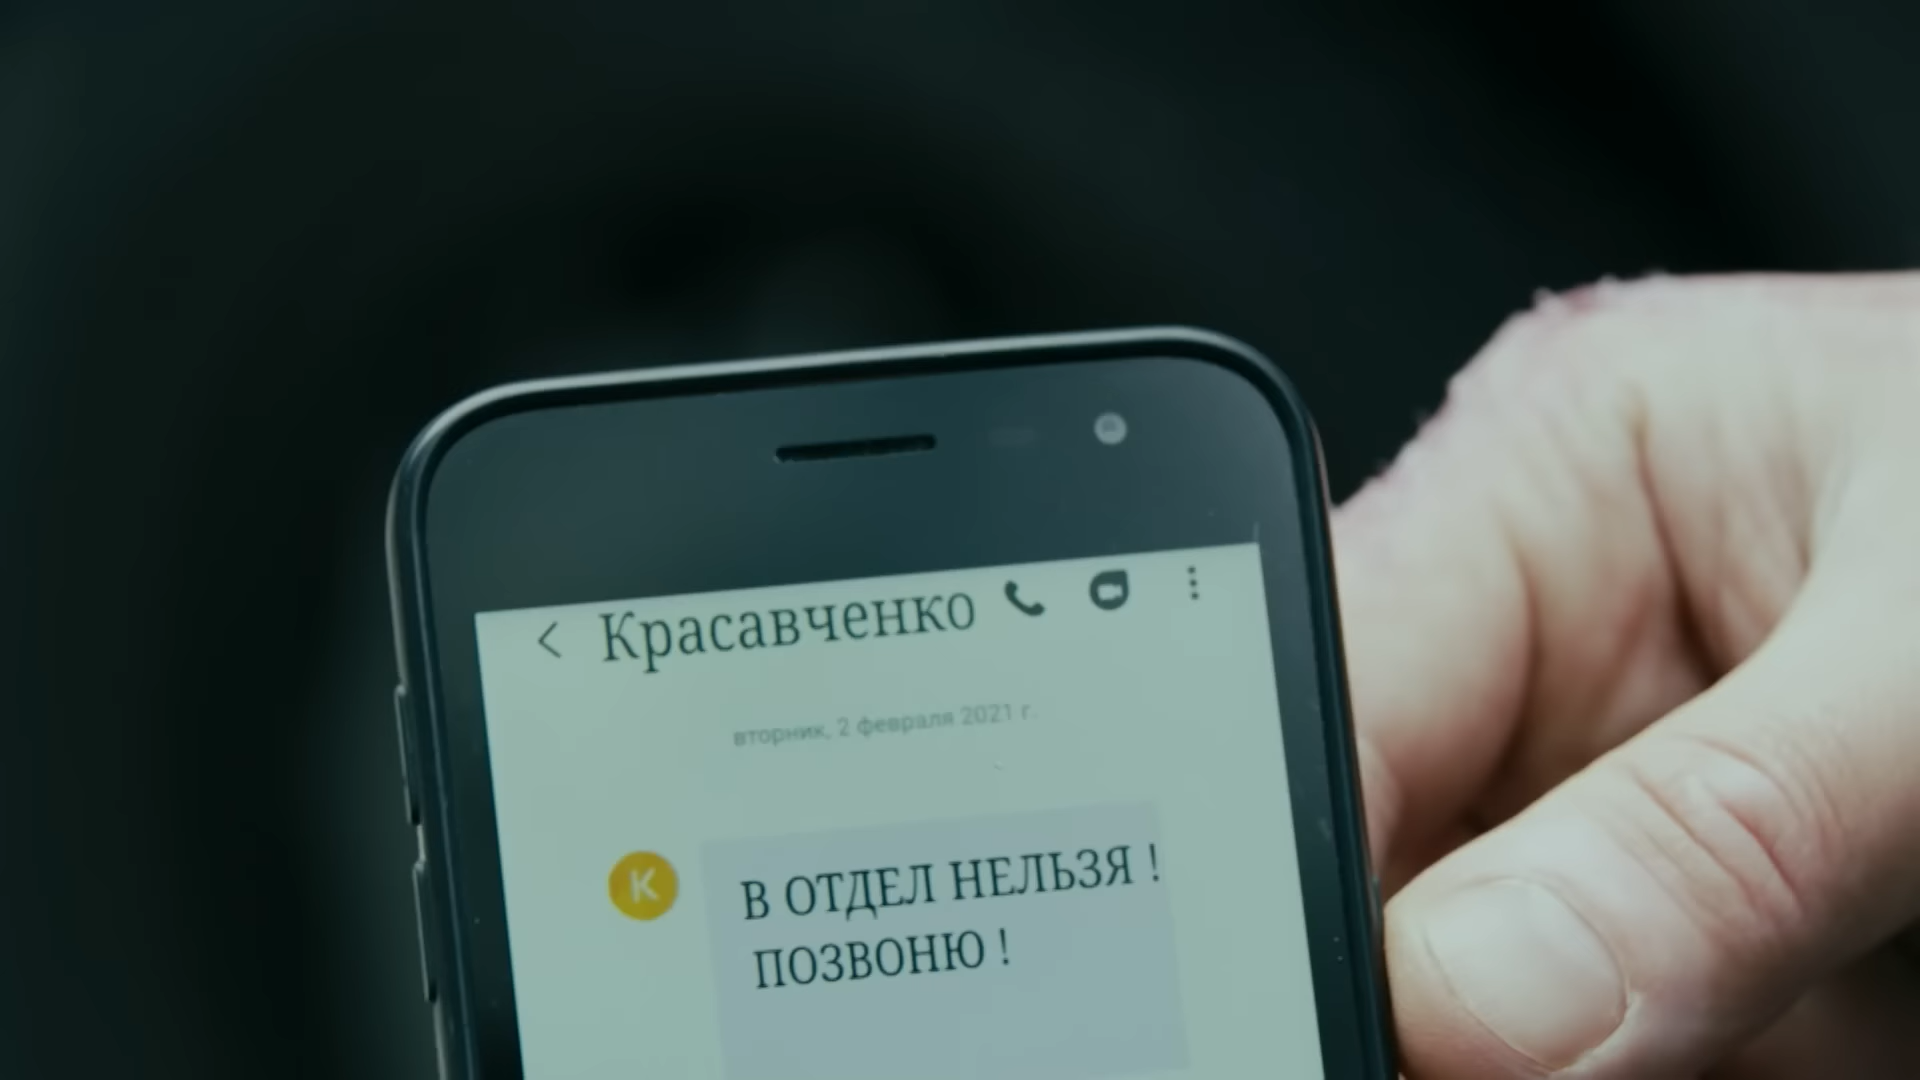 Красавченко
вторник, 2 февраля 2021 г.
К
В ОТДЕЛ НЕЛЬЗЯ !
ПОЗВОНЮ !